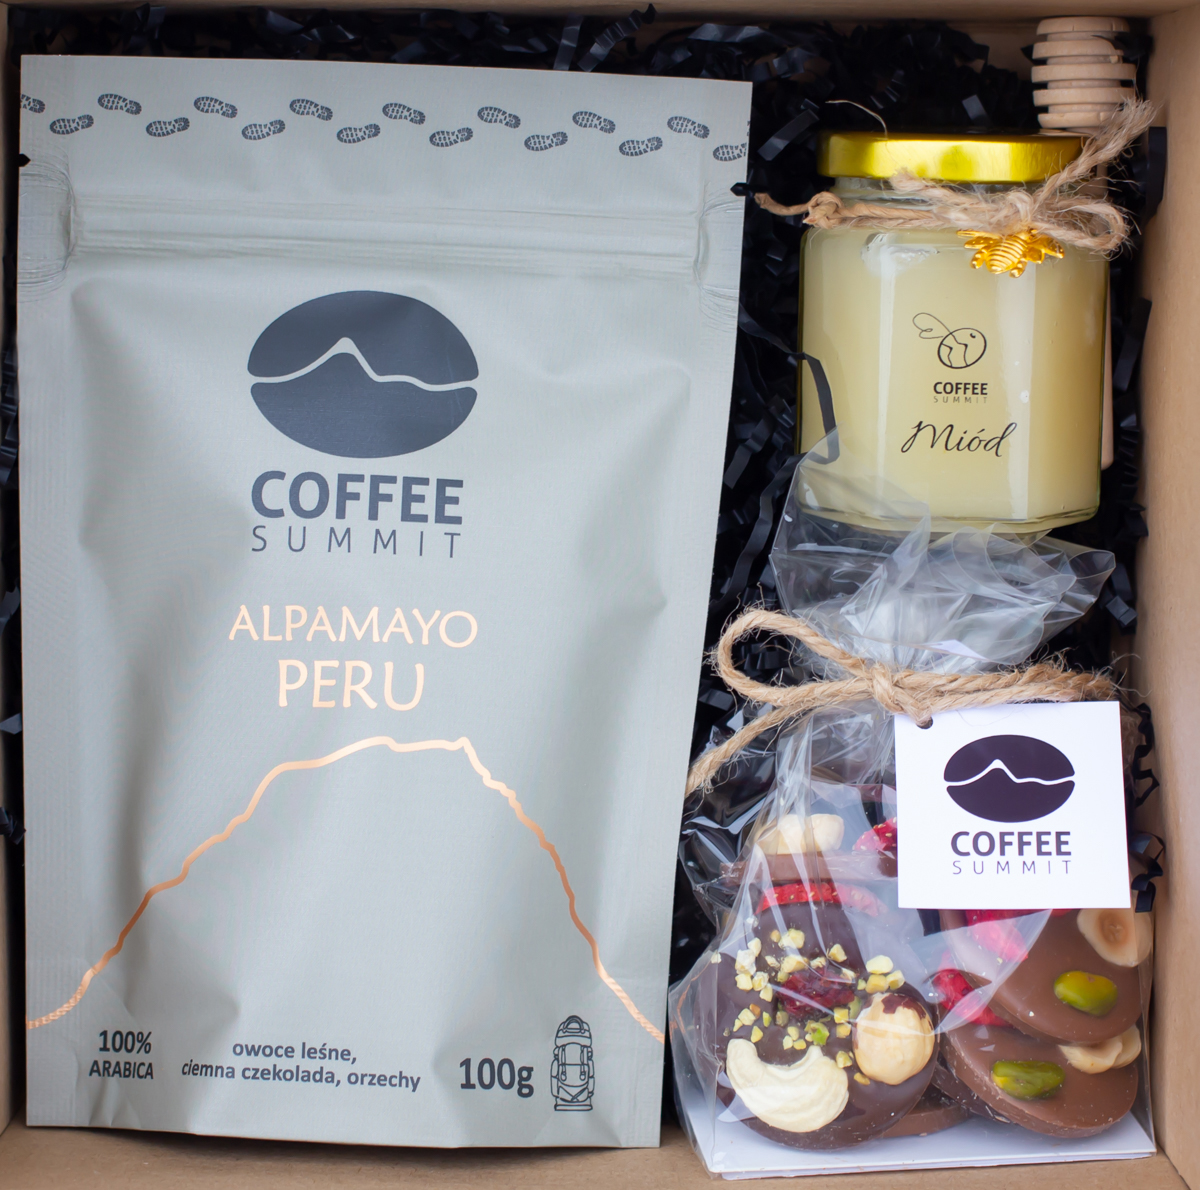 COFFEE
SUMMIT
ALPAMAYO
PERU
100%
ARABICA
owoce leśne,
ciemna czekolada, orzechy
100g
COFFEE
SUMMIT
Miód
COFFEE
SUMMIT